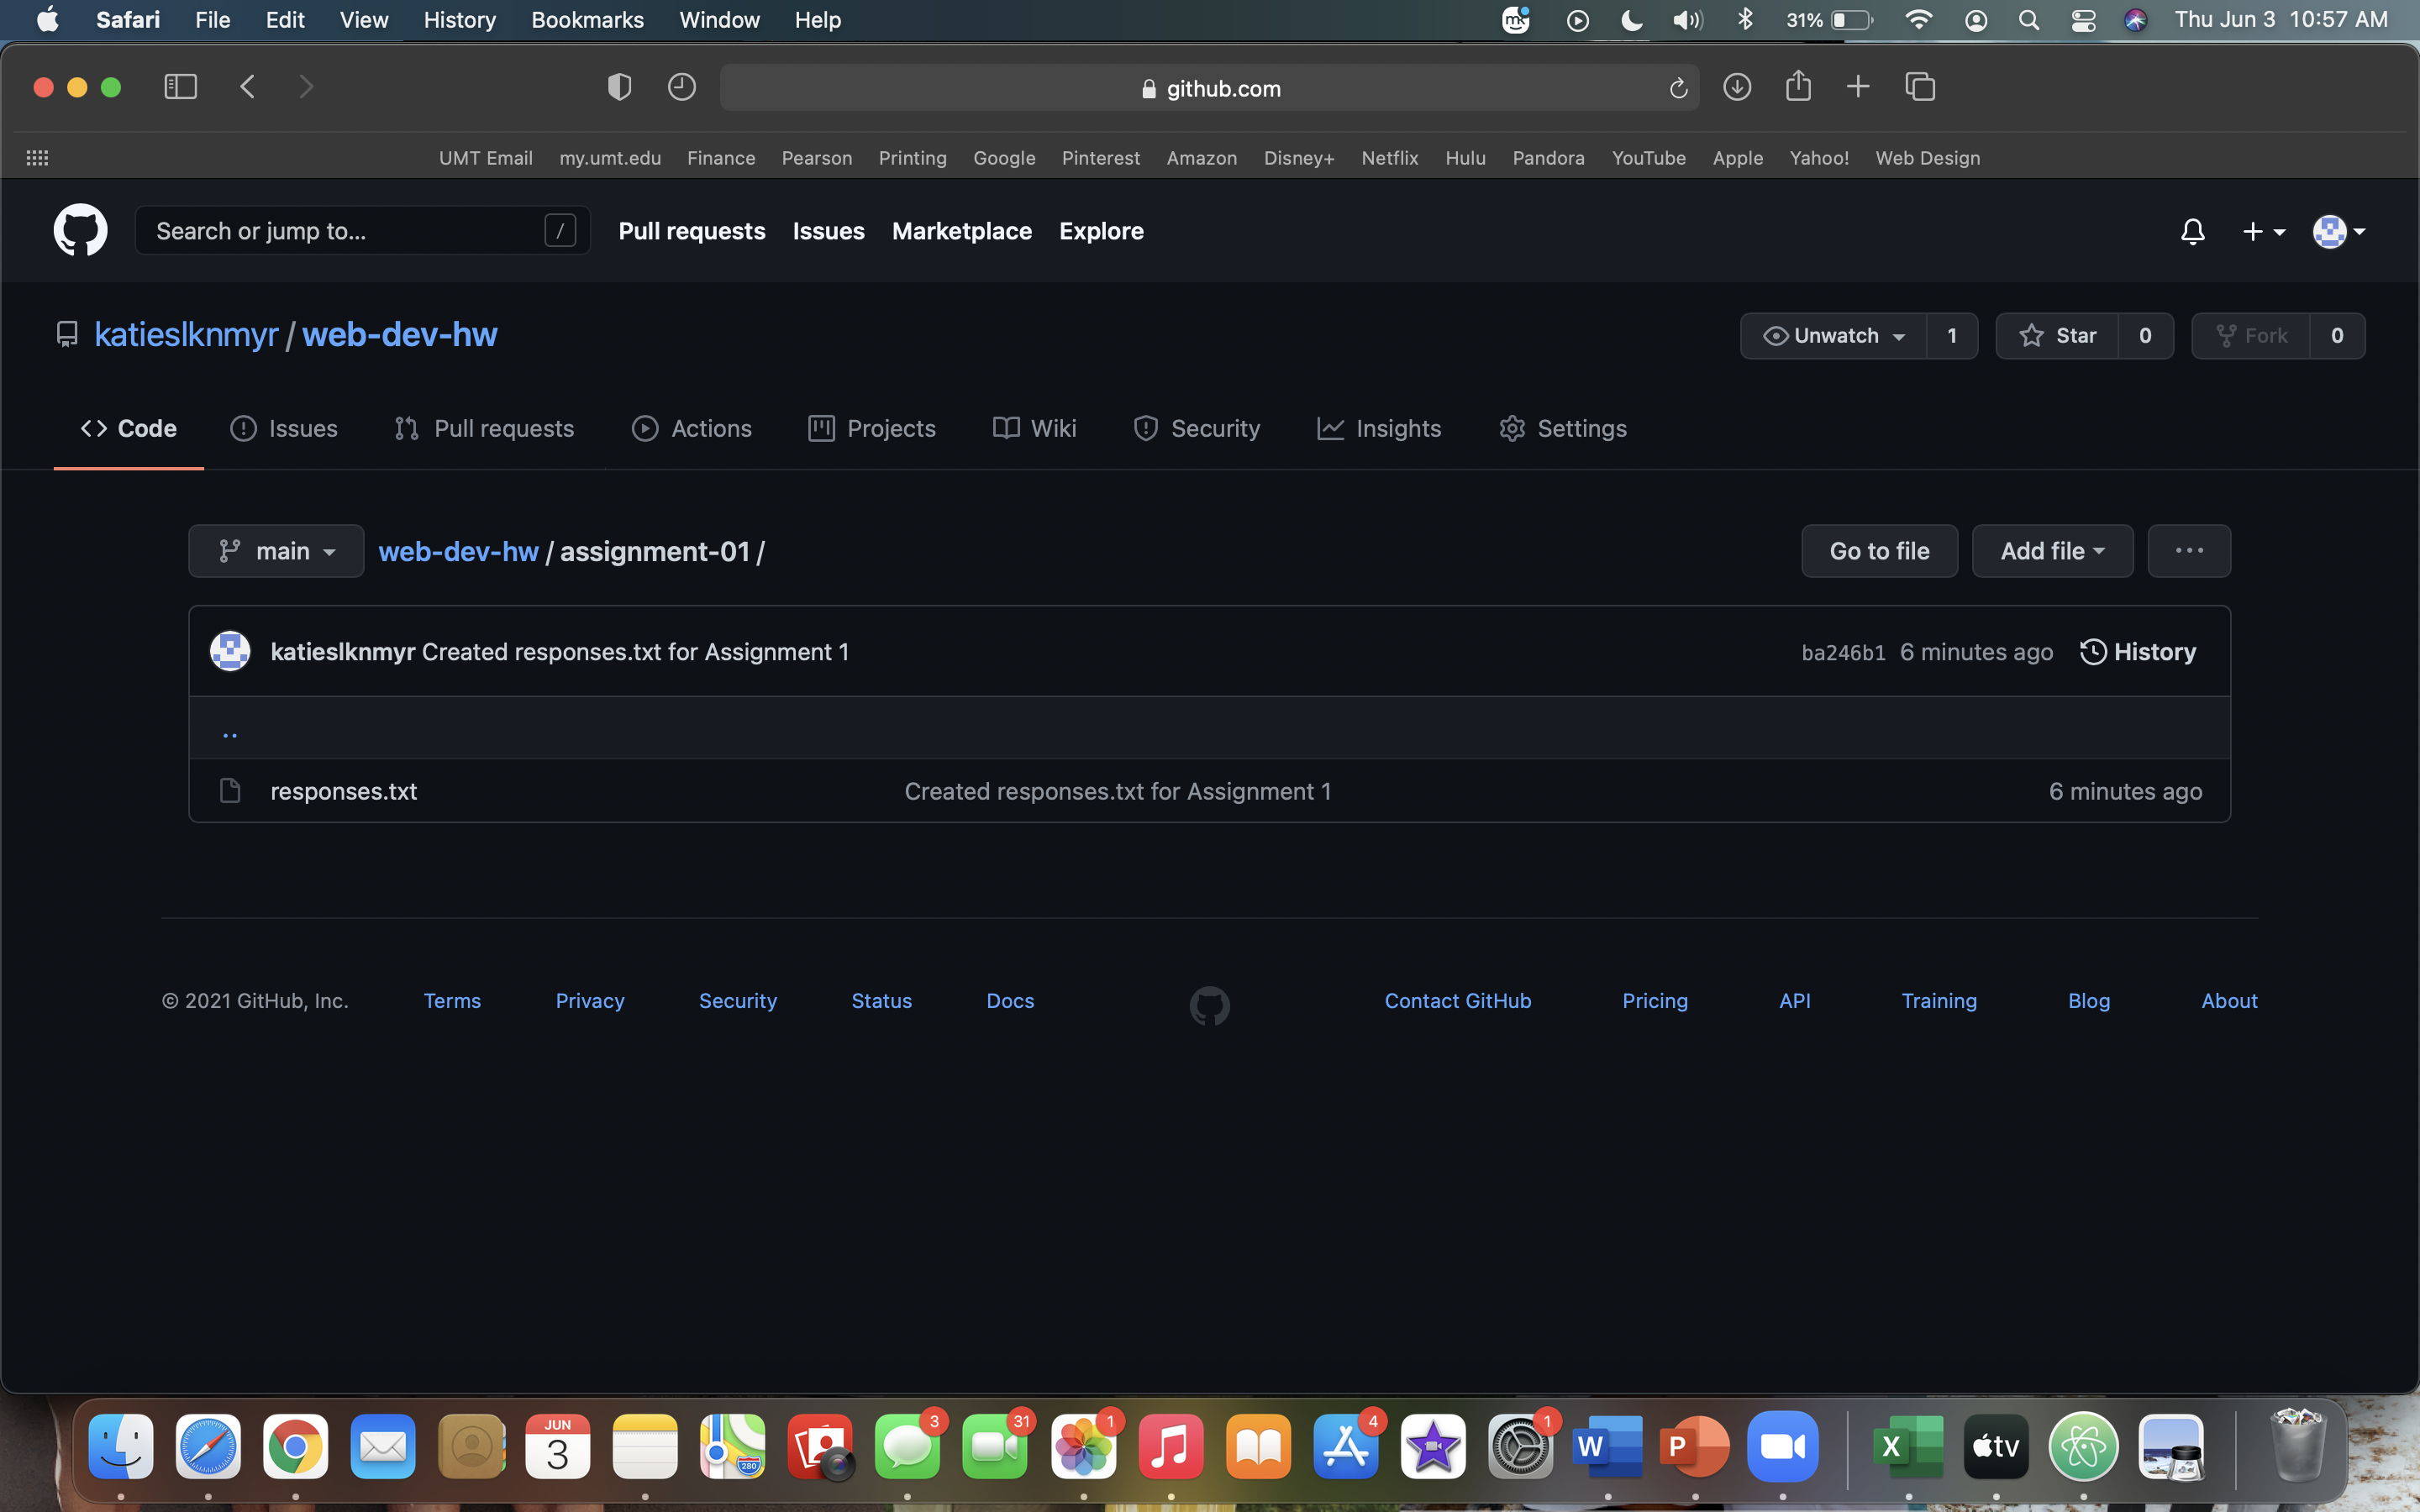 Safari File Edit View History Bookmarks Window Help mk 31% Thu Jun 3 10:57 AM
github.com
UMT Email my.umt.edu Finance Pearson Printing Google Pinterest Amazon Disney+ Netflix Hulu Pandora YouTube Apple Yahoo! Web Design
Search or jump to... / Pull requests Issues Marketplace Explore
katieslknmyr / web-dev-hw Unwatch 1 Star 0 Fork 0
Code Issues Pull requests Actions Projects Wiki Security Insights Settings
main web-dev-hw / assignment-01 / Go to file Add file ...
katieslknmyr Created responses.txt for Assignment 1 ba246b1 6 minutes ago History
..
responses.txt Created responses.txt for Assignment 1 6 minutes ago
© 2021 GitHub, Inc. Terms Privacy Security Status Docs Contact GitHub Pricing API Training Blog About
3 31 1 4 1
JUN
3 280 W P X tv